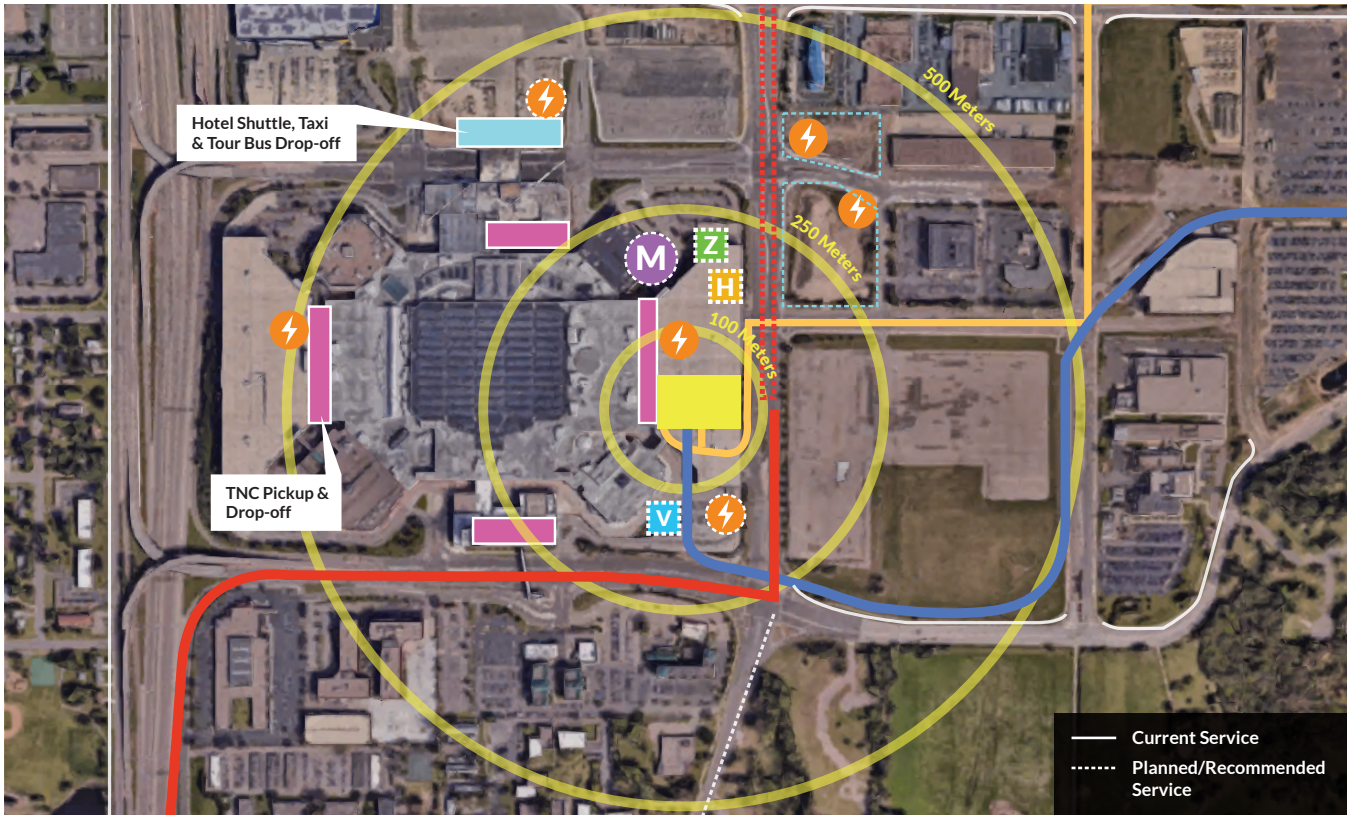 500 Meters
Hotel Shuttle, Taxi
& Tour Bus Drop-off
250 Meters
Z
M
H
100 Meters
TNC Pickup &
Drop-off
V
Current Service
Planned/Recommended
Service